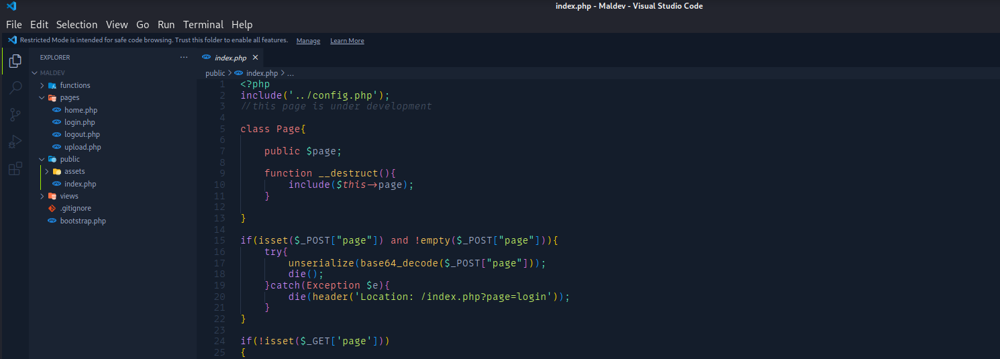 index.php - Maldev - Visual Studio Code
File Edit Selection View Go Run Terminal Help
Restricted Mode is intended for safe code browsing. Trust this folder to enable all features. Manage Learn More
EXPLORER ...
MALDEV
functions
pages
home.php
login.php
logout.php
upload.php
public
assets
index.php
views
.gitignore
bootstrap.php
index.php
public > index.php > ...
1 <?php
2 include('../config.php');
3 //this page is under development
4
5 class Page{
6
7     public $page;
8
9     function __destruct(){
10         include($this->page);
11     }
12
13 }
14
15 if(isset($_POST["page"]) and !empty($_POST["page"])){
16     try{
17         unserialize(base64_decode($_POST["page"]));
18         die();
19     }catch(Exception $e){
20         die(header('Location: /index.php?page=login'));
21     }
22 }
23
24 if(!isset($_GET['page']))
25 {